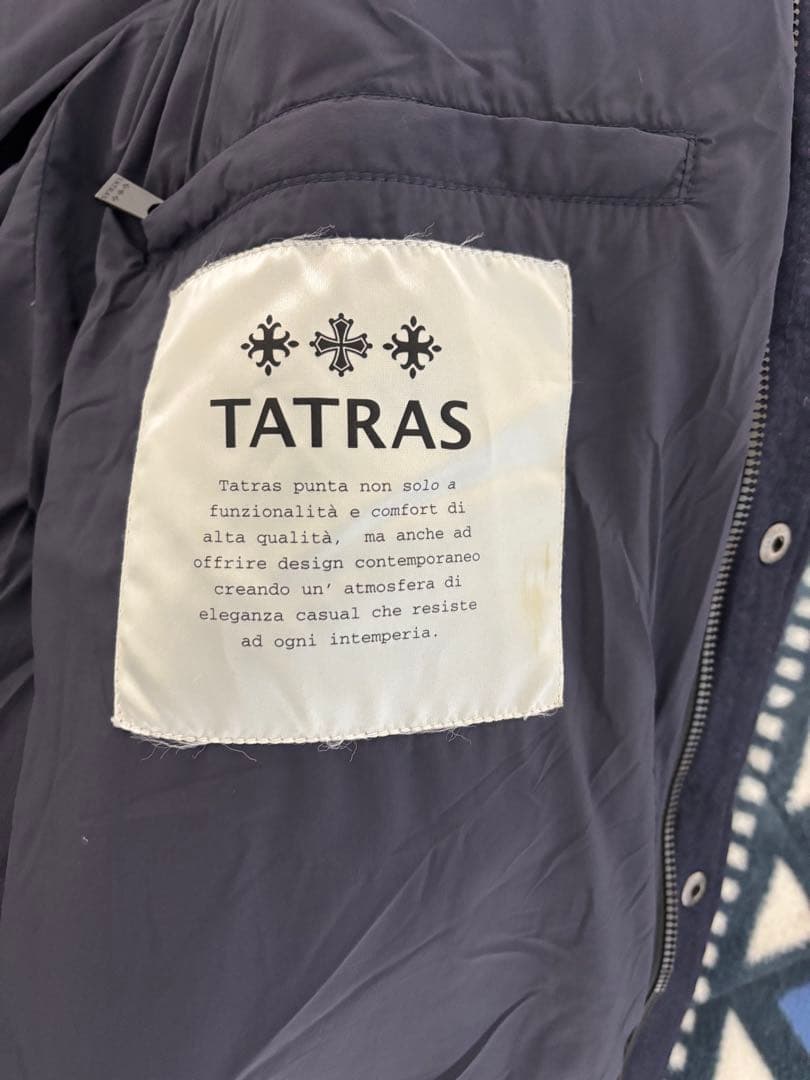 TATRAS
TATRAS
Tatras punta non solo a
funzionalità e comfort di
alta qualità, ma anche ad
offrire design contemporaneo
creando un' atmosfera di
eleganza casual che resiste
ad ogni intemperia.